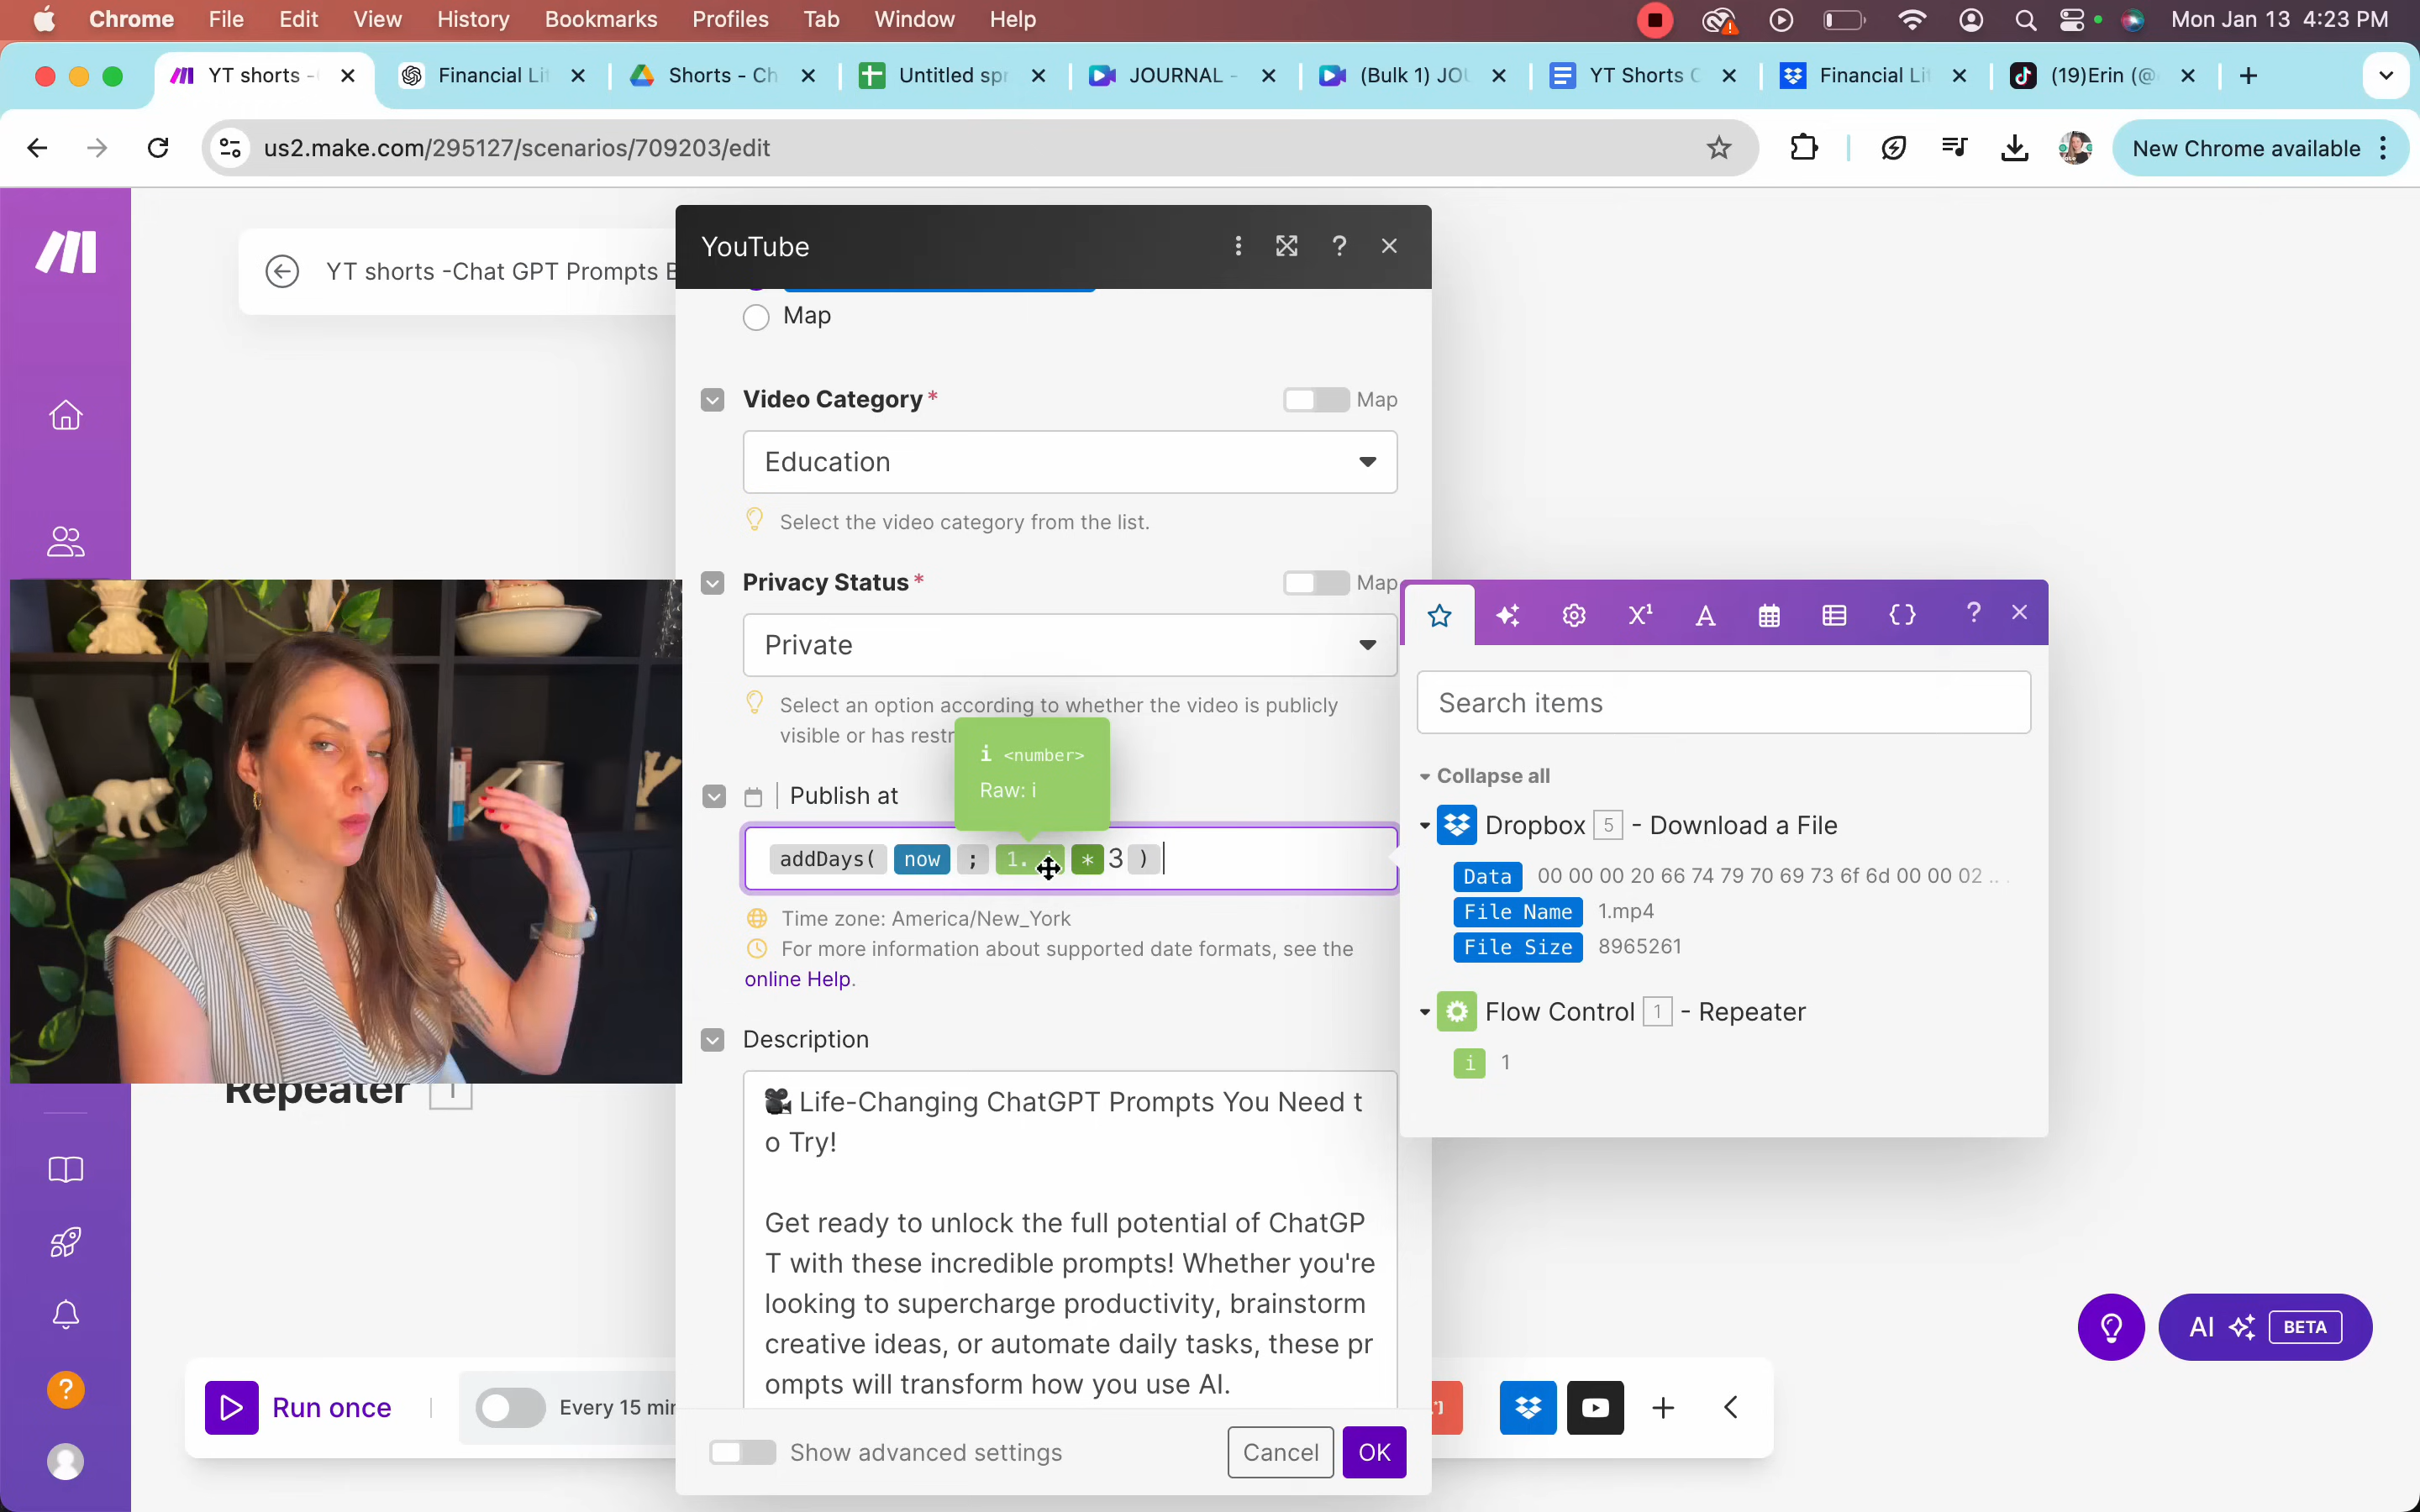 Chrome File Edit View History Bookmarks Profiles Tab Window Help Mon Jan 13 4:23 PM
YT shorts - Financial Lit Shorts - Ch Untitled spr JOURNAL - (Bulk 1) JOU YT Shorts C Financial Lit (19)Erin (@
us2.make.com/295127/scenarios/709203/edit New Chrome available
YouTube
YT shorts -Chat GPT Prompts
Map
Video Category* Map
Education
Select the video category from the list.
Privacy Status* Map
Private
Select an option according to whether the video is publicly
visible or has restr
i <number>
Raw: i
Publish at
addDays( now ; 1. * 3 )
Time zone: America/New_York
For more information about supported date formats, see the
online Help.
Description
🎥 Life-Changing ChatGPT Prompts You Need t
o Try!
Get ready to unlock the full potential of ChatGP
T with these incredible prompts! Whether you're
looking to supercharge productivity, brainstorm
creative ideas, or automate daily tasks, these pr
ompts will transform how you use AI.
Show advanced settings Cancel OK
Search items
Collapse all
Dropbox 5 - Download a File
Data 00 00 00 20 66 74 79 70 69 73 6f 6d 00 00 02 ...
File Name 1.mp4
File Size 8965261
Flow Control 1 - Repeater
i 1
Repeater 1
Run once Every 15 min
AI BETA